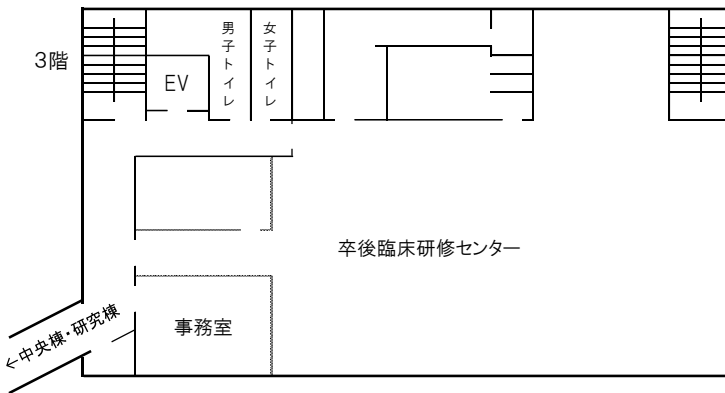 3階
EV
男子トイレ
女子トイレ
卒後臨床研修センター
事務室
←中央棟・研究棟